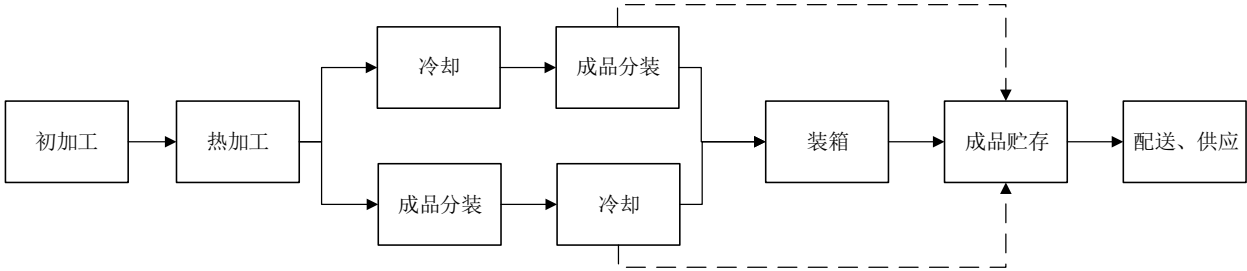 初加工
热加工
冷却
成品分装
成品分装
冷却
装箱
成品贮存
配送、供应